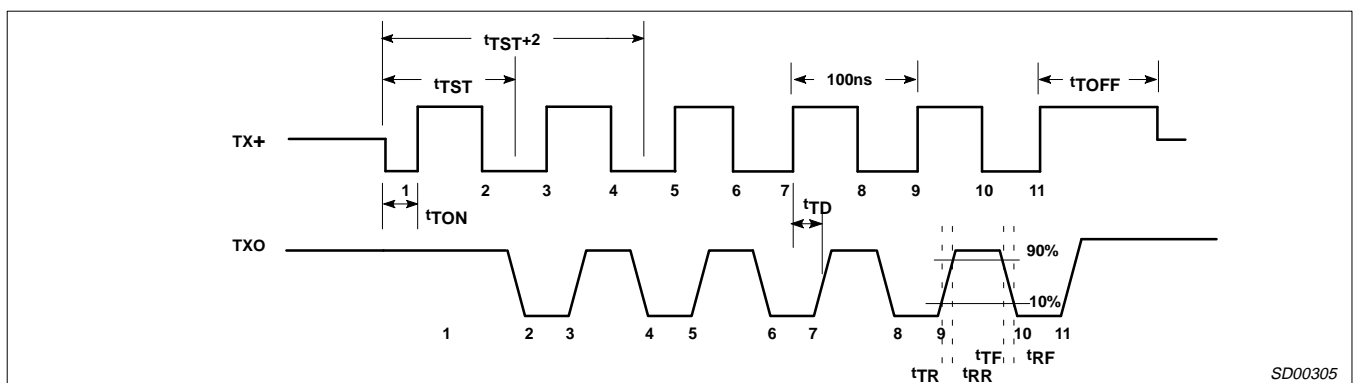 tTST+2
tTST
100ns
tTOFF
TX+
1 2 3 4 5 6 7 8 9 10 11
tTON
tTD
TXO
90%
10%
1 2 3 4 5 6 7 8 9 10 11
tTF tRF
tTR tRR
SD00305